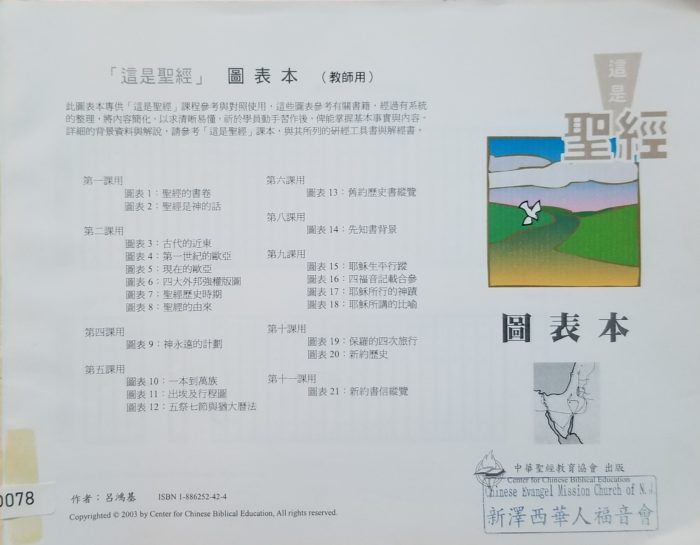 「這是聖經」 圖表本 (教師用)
此圖表本專供「這是聖經」課程參考與對照使用，這些圖表參考有關書籍，經過有系統
的整理，將內容簡化，以求清晰易懂，祈於學員動手習作後，俾能掌握基本事實與內容。
詳細的背景資料與解說，請參考「這是聖經」課本，與其所列的研經工具書與解經書。
第一課用
圖表 1：聖經的書卷
圖表 2：聖經是神的話
第二課用
圖表 3：古代的近東
圖表 4：第一世紀的歐亞
圖表 5：現在的歐亞
圖表 6：四大外邦強權版圖
圖表 7：聖經歷史時期
圖表 8：聖經的由來
第四課用
圖表 9：神永遠的計劃
第五課用
圖表 10：一本到萬族
圖表 11：出埃及行程圖
圖表 12：五祭七節與猶大曆法
第六課用
圖表 13：舊約歷史書縱覽
第八課用
圖表 14：先知書背景
第九課用
圖表 15：耶穌生平行蹤
圖表 16：四福音記載合參
圖表 17：耶穌所行的神蹟
圖表 18：耶穌所講的比喻
第十課用
圖表 19：保羅的四次旅行
圖表 20：新約歷史
第十一課用
圖表 21：新約書信縱覽
作者：呂鴻基 ISBN 1-886252-42-4
Copyrighted © 2003 by Center for Chinese Biblical Education, All rights reserved.
0078
這是
聖經
圖表本
中華聖經教育協會 出版
Center for Chinese Biblical Education
Chinese Evangel Mission Church of N.J
新澤西華人福音會